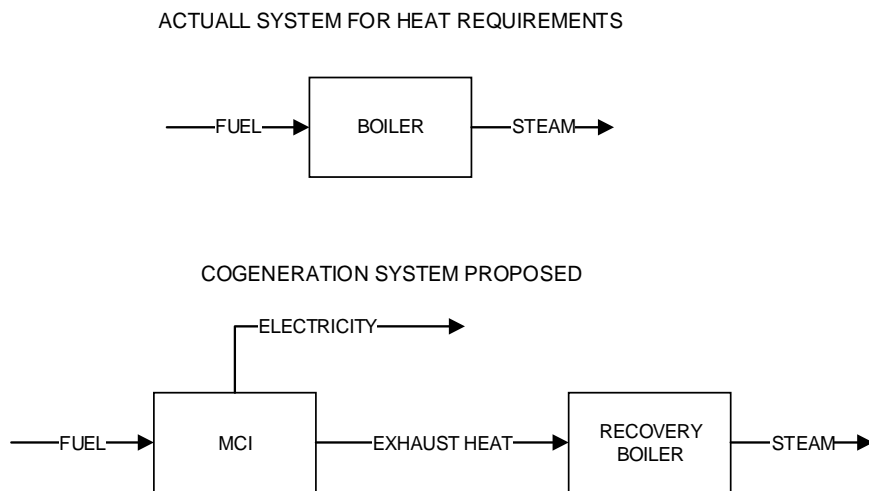 ACTUALL SYSTEM FOR HEAT REQUIREMENTS
FUEL
BOILER
STEAM
COGENERATION SYSTEM PROPOSED
ELECTRICITY
FUEL
MCI
EXHAUST HEAT
RECOVERY
BOILER
STEAM